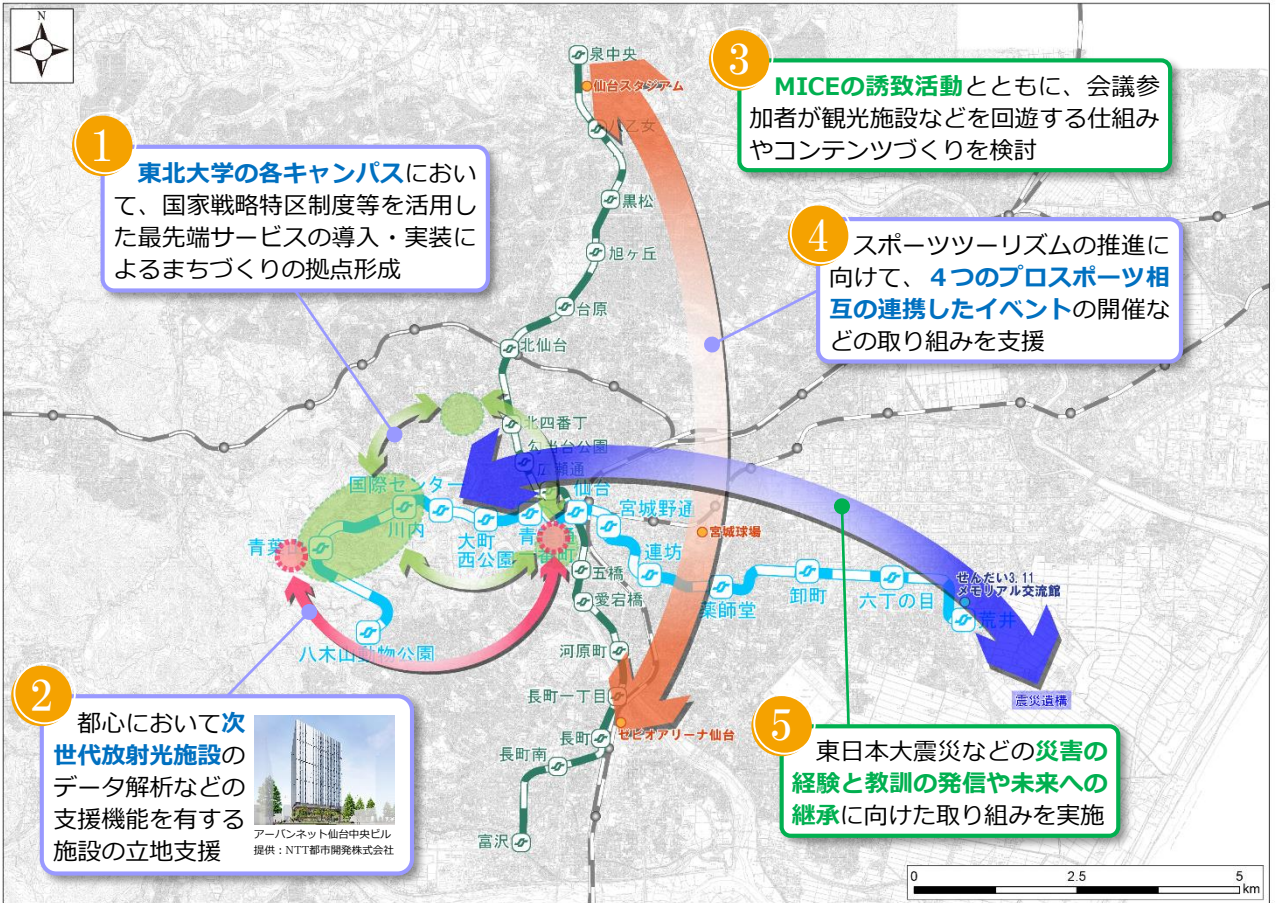 N
1
東北大学の各キャンパスにおい
て、国家戦略特区制度等を活用し
た最先端サービスの導入・実装に
よるまちづくりの拠点形成
2
都心において次
世代放射光施設の
データ解析などの
支援機能を有する
施設の立地支援
アーバンネット仙台中央ビル
提供：NTT都市開発株式会社
3
MICEの誘致活動とともに、会議参
加者が観光施設などを回遊する仕組み
やコンテンツづくりを検討
4
スポーツツーリズムの推進に
向けて、４つのプロスポーツ相
互の連携したイベントの開催な
どの取り組みを支援
5
東日本大震災などの災害の
経験と教訓の発信や未来への
継承に向けた取り組みを実施
泉中央
仙台スタジアム
八乙女
黒松
旭ヶ丘
台原
北仙台
北四番丁
勾当台公園
広瀬通
仙台
五橋
愛宕橋
河原町
長町一丁目
長町
長町南
富沢
ゼビオアリーナ仙台
国際センター
川内
青葉
大町
西公園
青
一番町
八木山動物公園
宮城野通
宮城球場
連坊
薬師堂
卸町
六丁の目
せんだい3.11
メモリアル交流館
荒井
震災遺構
0
2.5
5
km